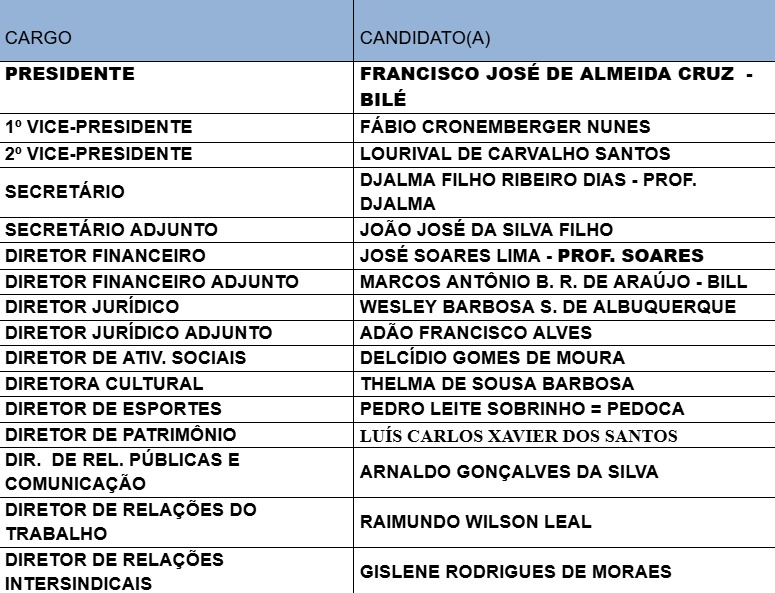 CARGO CANDIDATO(A)
PRESIDENTE FRANCISCO JOSÉ DE ALMEIDA CRUZ -
BILÉ
1º VICE-PRESIDENTE FÁBIO CRONEMBERGER NUNES
2º VICE-PRESIDENTE LOURIVAL DE CARVALHO SANTOS
SECRETÁRIO DJALMA FILHO RIBEIRO DIAS - PROF.
DJALMA
SECRETÁRIO ADJUNTO JOÃO JOSÉ DA SILVA FILHO
DIRETOR FINANCEIRO JOSÉ SOARES LIMA - PROF. SOARES
DIRETOR FINANCEIRO ADJUNTO MARCOS ANTÔNIO B. R. DE ARAÚJO - BILL
DIRETOR JURÍDICO WESLEY BARBOSA S. DE ALBUQUERQUE
DIRETOR JURÍDICO ADJUNTO ADÃO FRANCISCO ALVES
DIRETOR DE ATIV. SOCIAIS DELCÍDIO GOMES DE MOURA
DIRETORA CULTURAL THELMA DE SOUSA BARBOSA
DIRETOR DE ESPORTES PEDRO LEITE SOBRINHO = PEDOCA
DIRETOR DE PATRIMÔNIO LUÍS CARLOS XAVIER DOS SANTOS
DIR. DE REL. PÚBLICAS E
COMUNICAÇÃO ARNALDO GONÇALVES DA SILVA
DIRETOR DE RELAÇÕES DO
TRABALHO RAIMUNDO WILSON LEAL
DIRETOR DE RELAÇÕES
INTERSINDICAIS GISLENE RODRIGUES DE MORAES